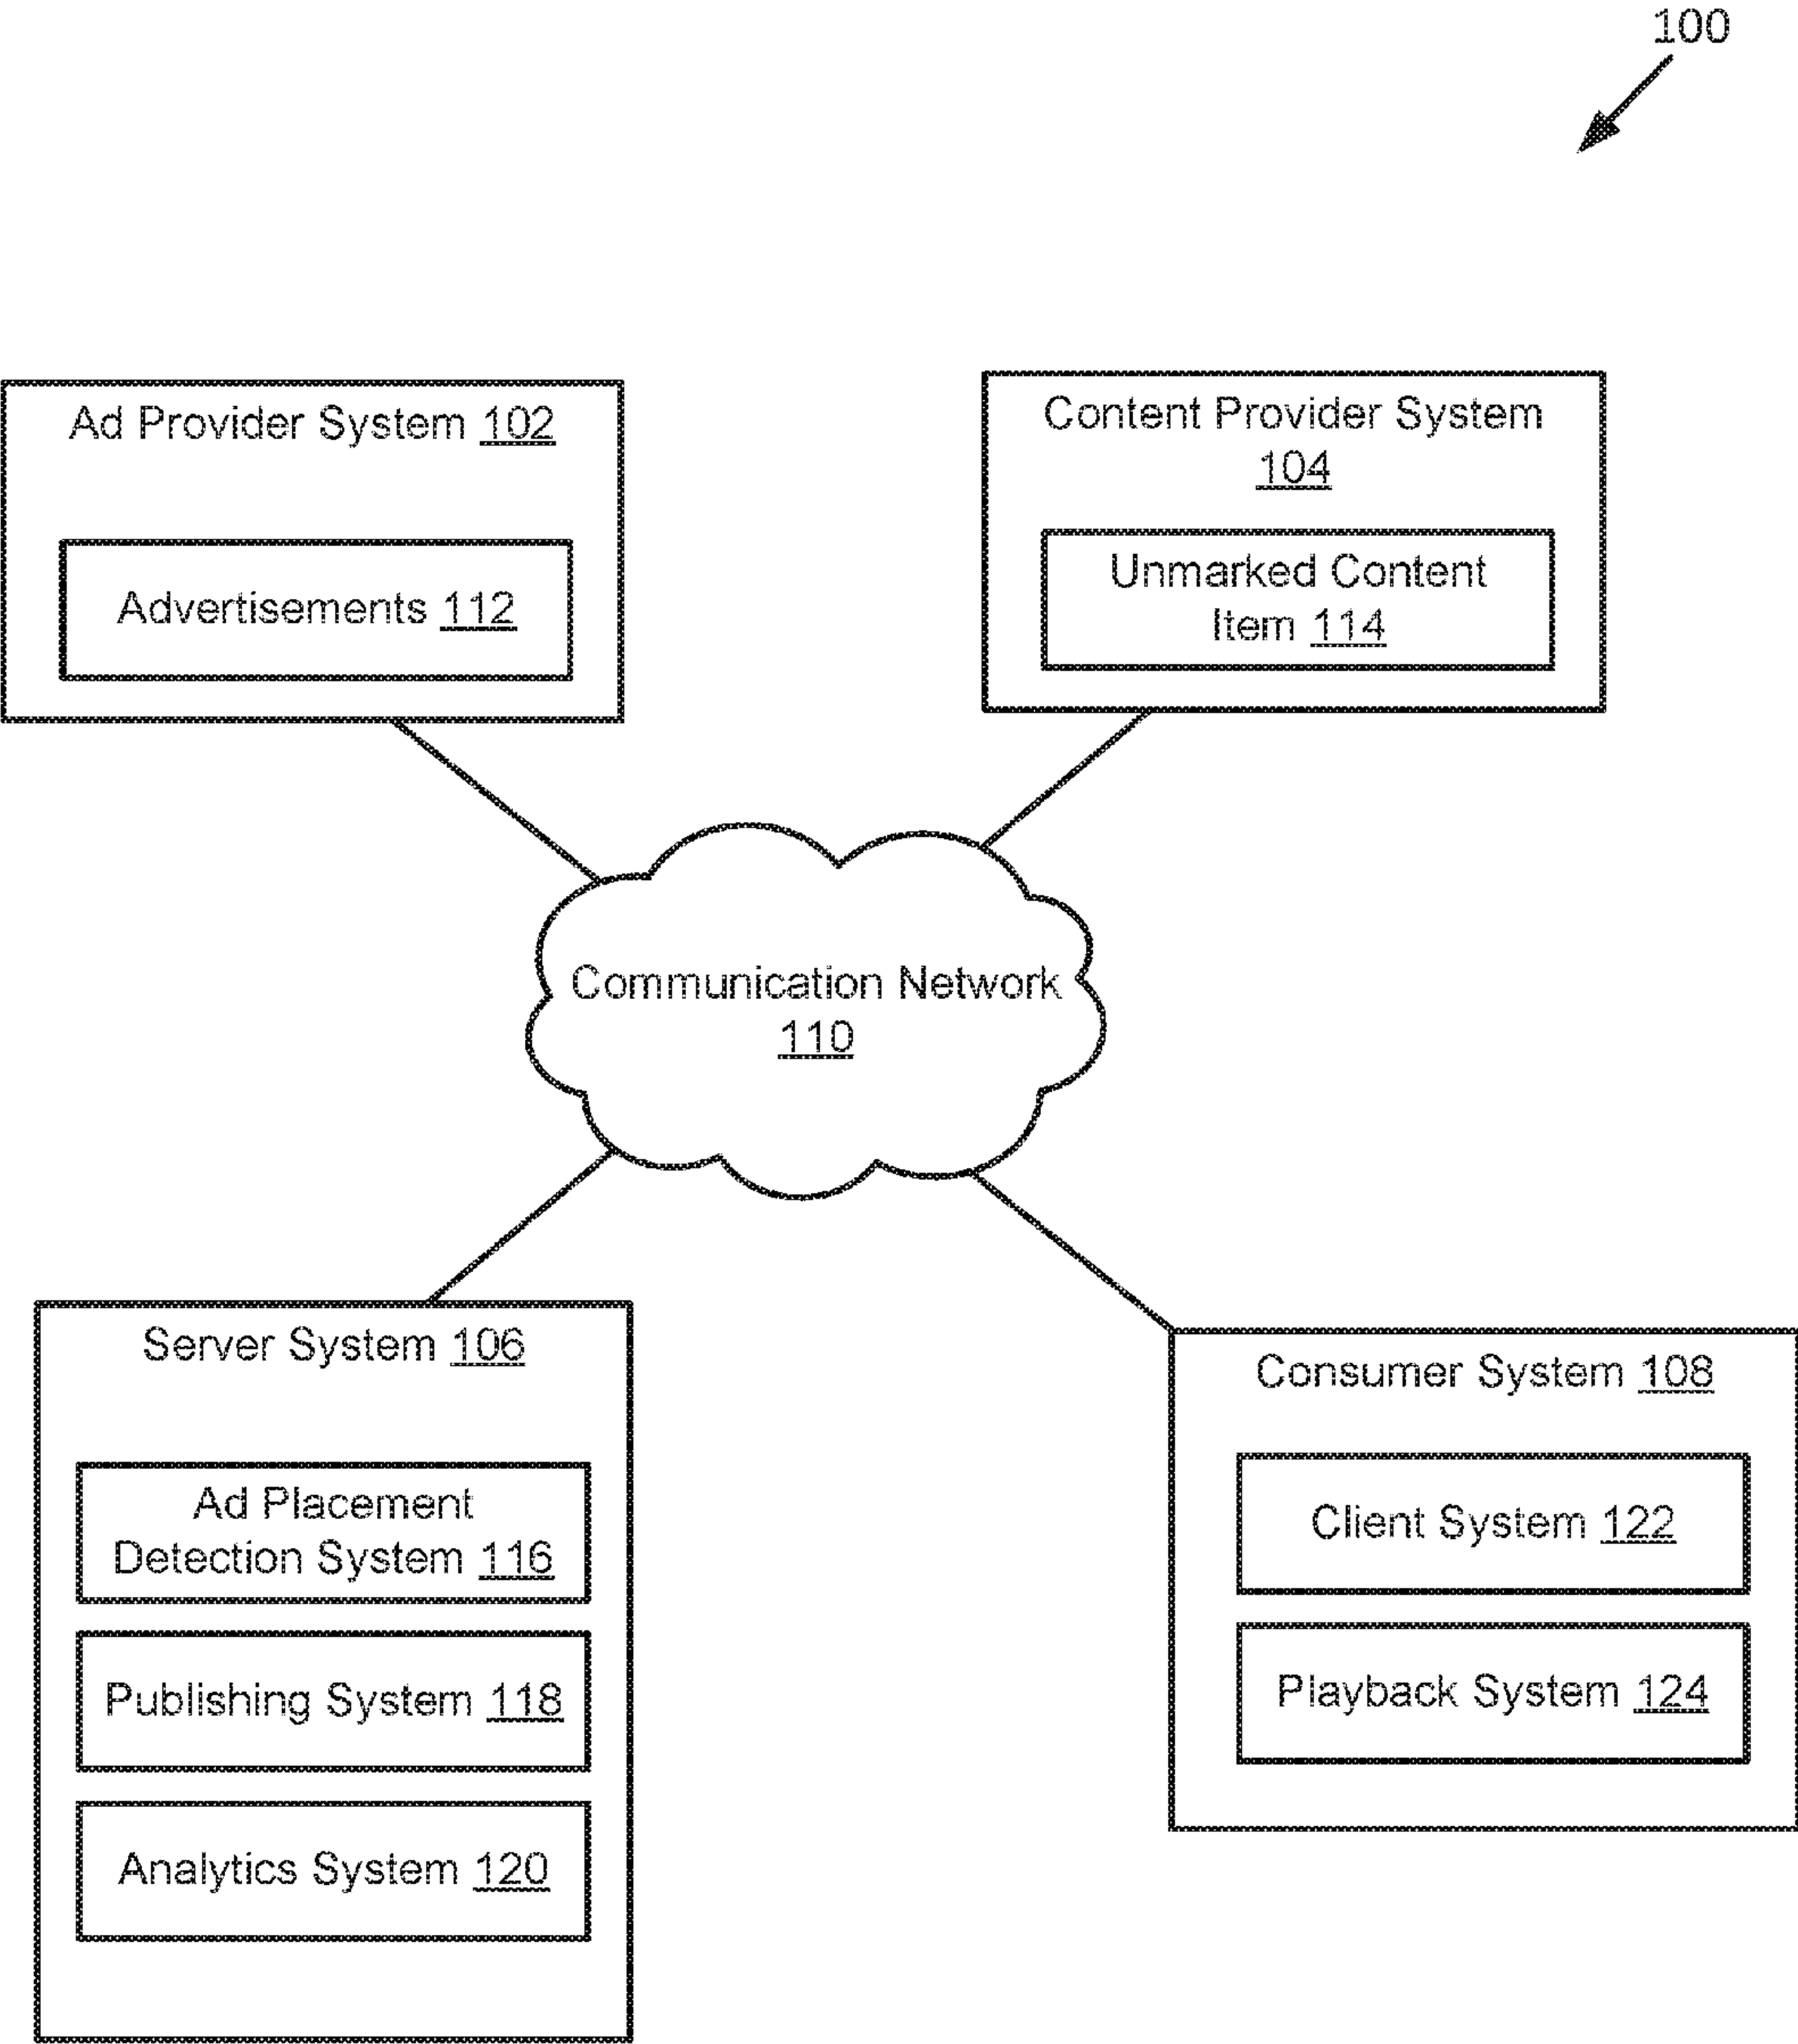 100
Ad Provider System 102
Advertisements 112
Content Provider System
104
Unmarked Content
Item 114
Communication Network
110
Server System 106
Ad Placement
Detection System 116
Publishing System 118
Analytics System 120
Consumer System 108
Client System 122
Playback System 124